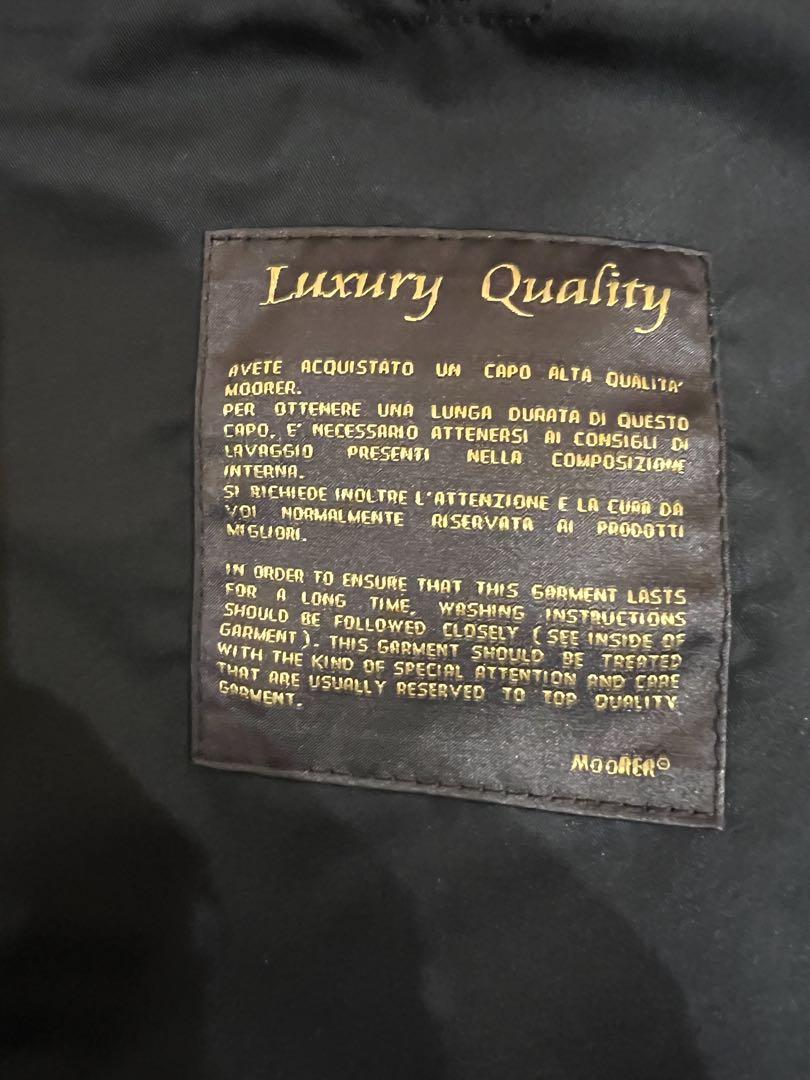 Luxury Quality
AVETE ACQUISTATO UN CAPO ALTA QUALITA'
MOORER.
PER OTTENERE UNA LUNGA DURATA DI QUESTO
CAPO, E' NECESSARIO ATTENERSI AI CONSIGLI DI
LAVAGGIO PRESENTI NELLA COMPOSIZIONE
INTERNA.
SI RICHIEDE INOLTRE L'ATTENZIONE E LA CURA DA
VOI NORMALMENTE RISERVATA AI PRODOTTI
MIGLIORI.
IN ORDER TO ENSURE THAT THIS GARMENT LASTS
FOR A LONG TIME, WASHING INSTRUCTIONS
SHOULD BE FOLLOWED CLOSELY (SEE INSIDE OF
GARMENT). THIS GARMENT SHOULD BE TREATED
WITH THE KIND OF SPECIAL ATTENTION AND CARE
THAT ARE USUALLY RESERVED TO TOP QUALITY
GARMENT.
MOORER©